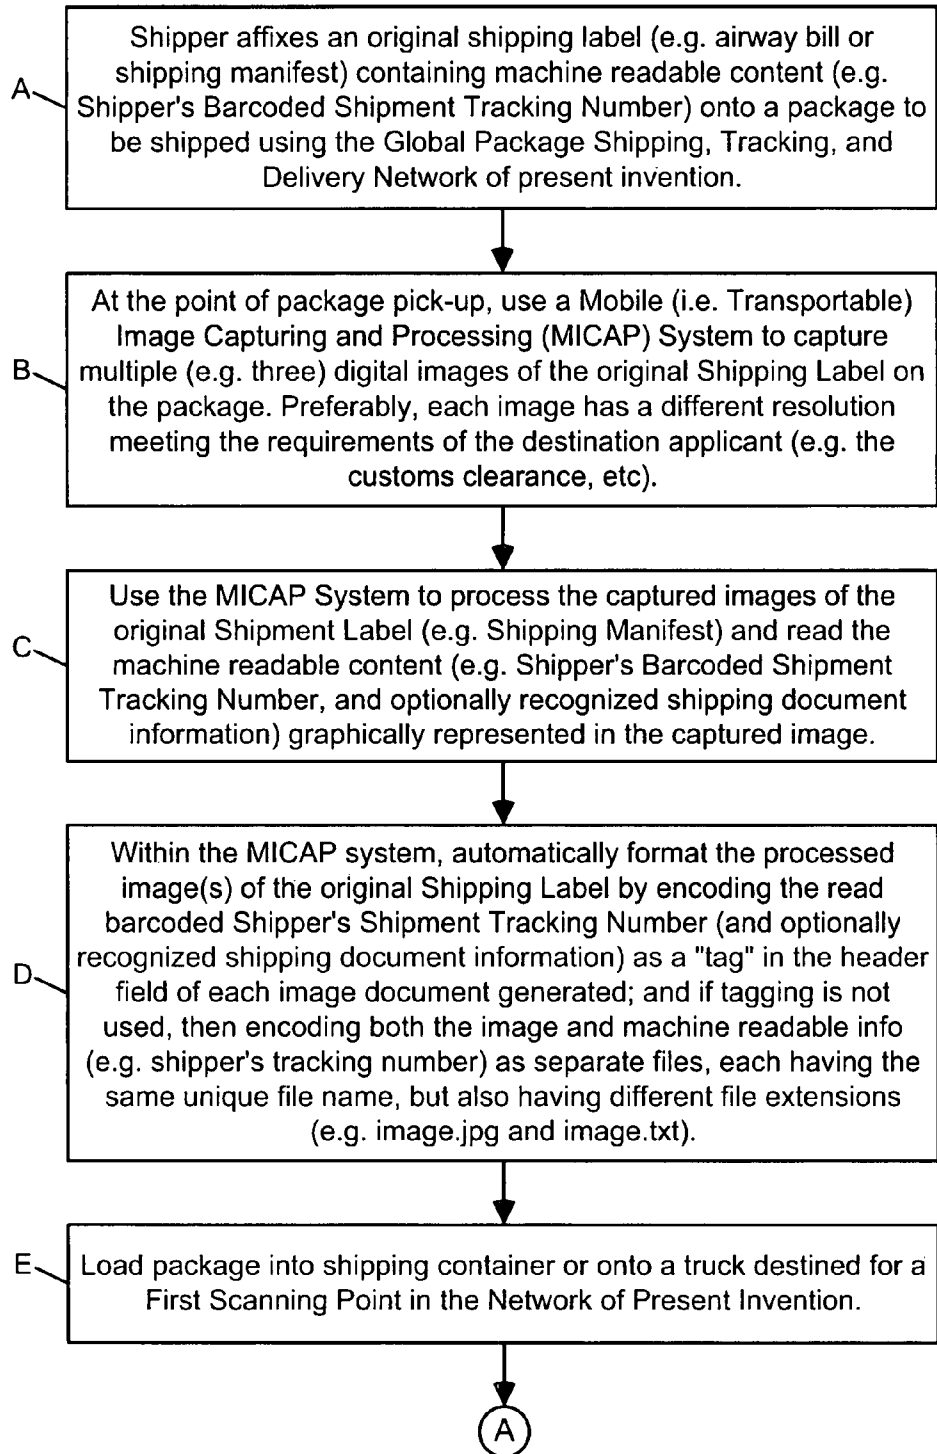 Shipper affixes an original shipping label (e.g. airway bill or
shipping manifest) containing machine readable content (e.g.
A
Shipper's Barcoded Shipment Tracking Number) onto a package to
be shipped using the Global Package Shipping, Tracking, and
Delivery Network of present invention.
At the point of package pick-up, use a Mobile (i.e. Transportable)
Image Capturing and Processing (MICAP) System to capture
B
multiple (e.g. three) digital images of the original Shipping Label on
the package. Preferably, each image has a different resolution
meeting the requirements of the destination applicant (e.g. the
customs clearance, etc).
Use the MICAP System to process the captured images of the
original Shipment Label (e.g. Shipping Manifest) and read the
C
machine readable content (e.g. Shipper's Barcoded Shipment
Tracking Number, and optionally recognized shipping document
information) graphically represented in the captured image.
Within the MICAP system, automatically format the processed
image(s) of the original Shipping Label by encoding the read
barcoded Shipper's Shipment Tracking Number (and optionally
recognized shipping document information) as a "tag" in the header
D
field of each image document generated; and if tagging is not
used, then encoding both the image and machine readable info
(e.g. shipper's tracking number) as separate files, each having the
same unique file name, but also having different file extensions
(e.g. image.jpg and image.txt).
E
Load package into shipping container or onto a truck destined for a
First Scanning Point in the Network of Present Invention.
A